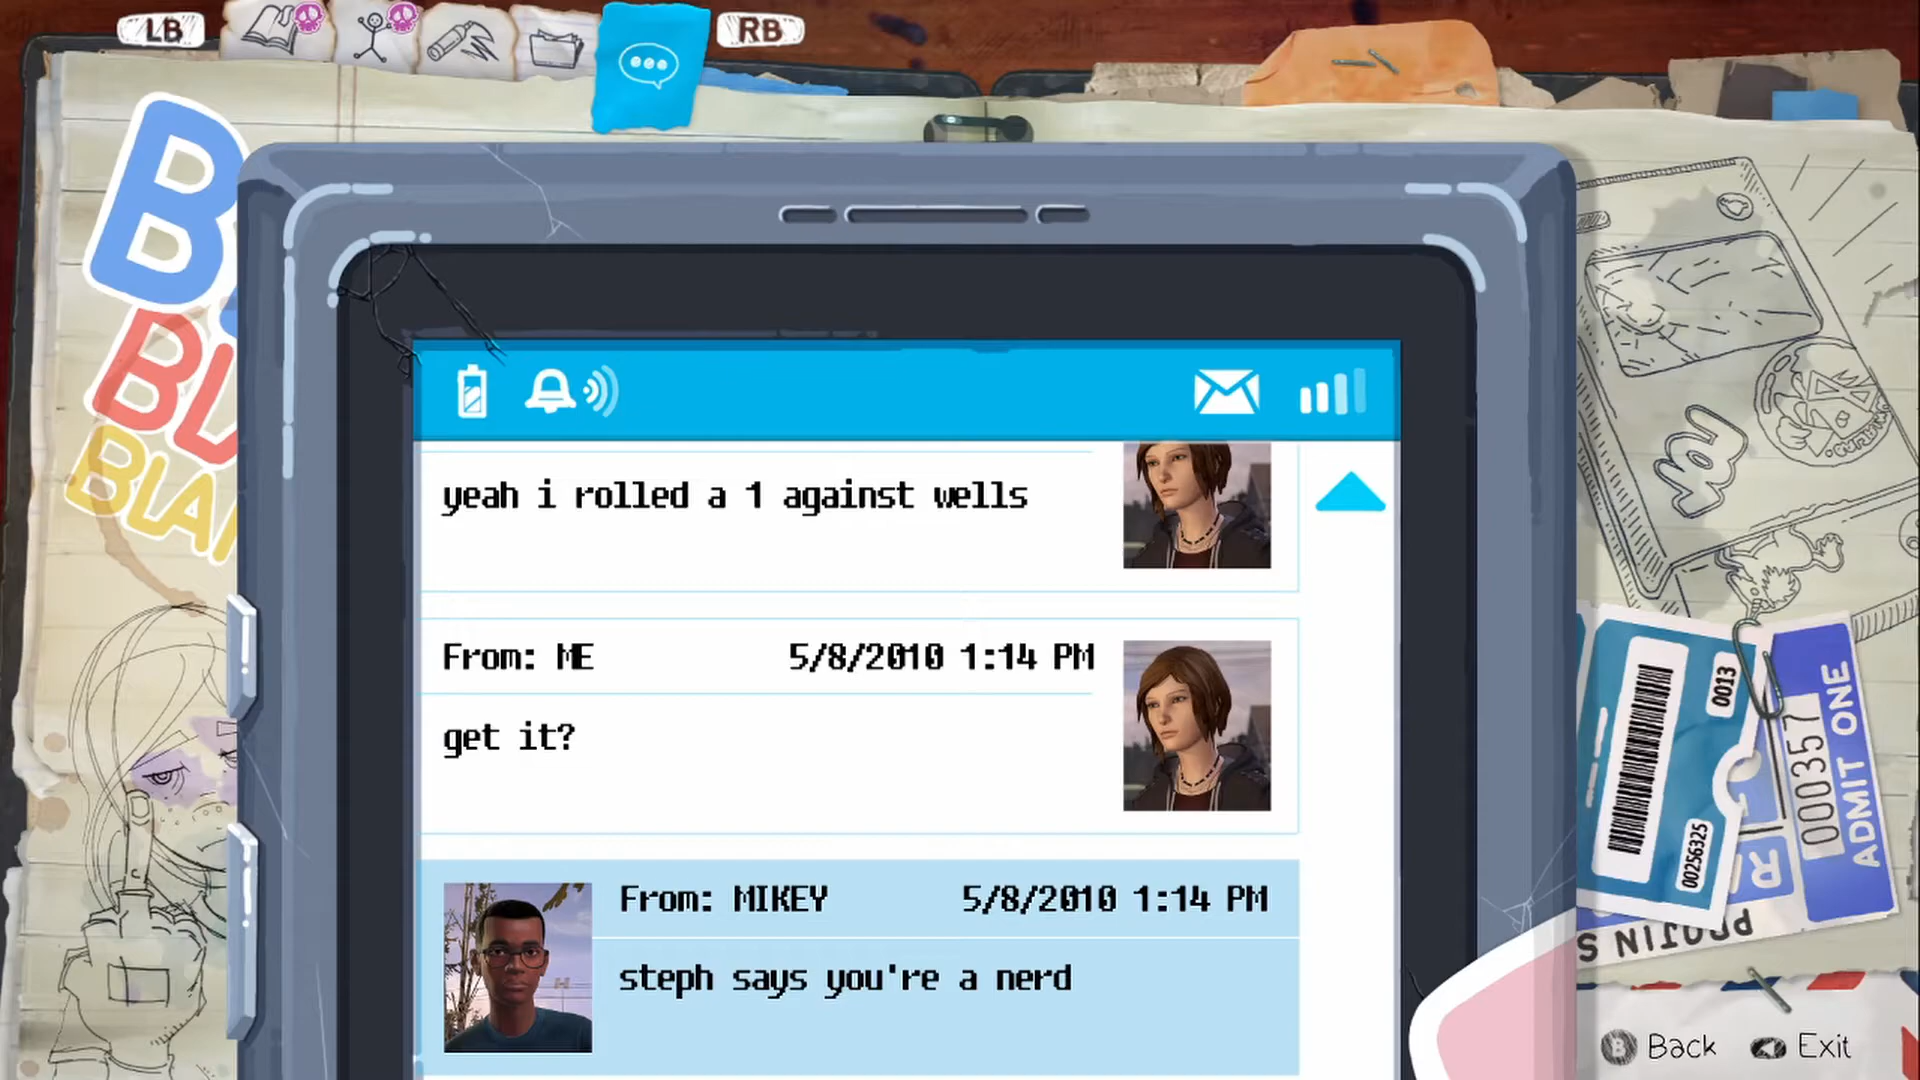 LB
RB
yeah i rolled a 1 against wells
From: ME 5/8/2010 1:14 PM
get it?
From: MIKEY 5/8/2010 1:14 PM
steph says you're a nerd
0013
00256325
000357
ADMIT ONE
Back
Exit